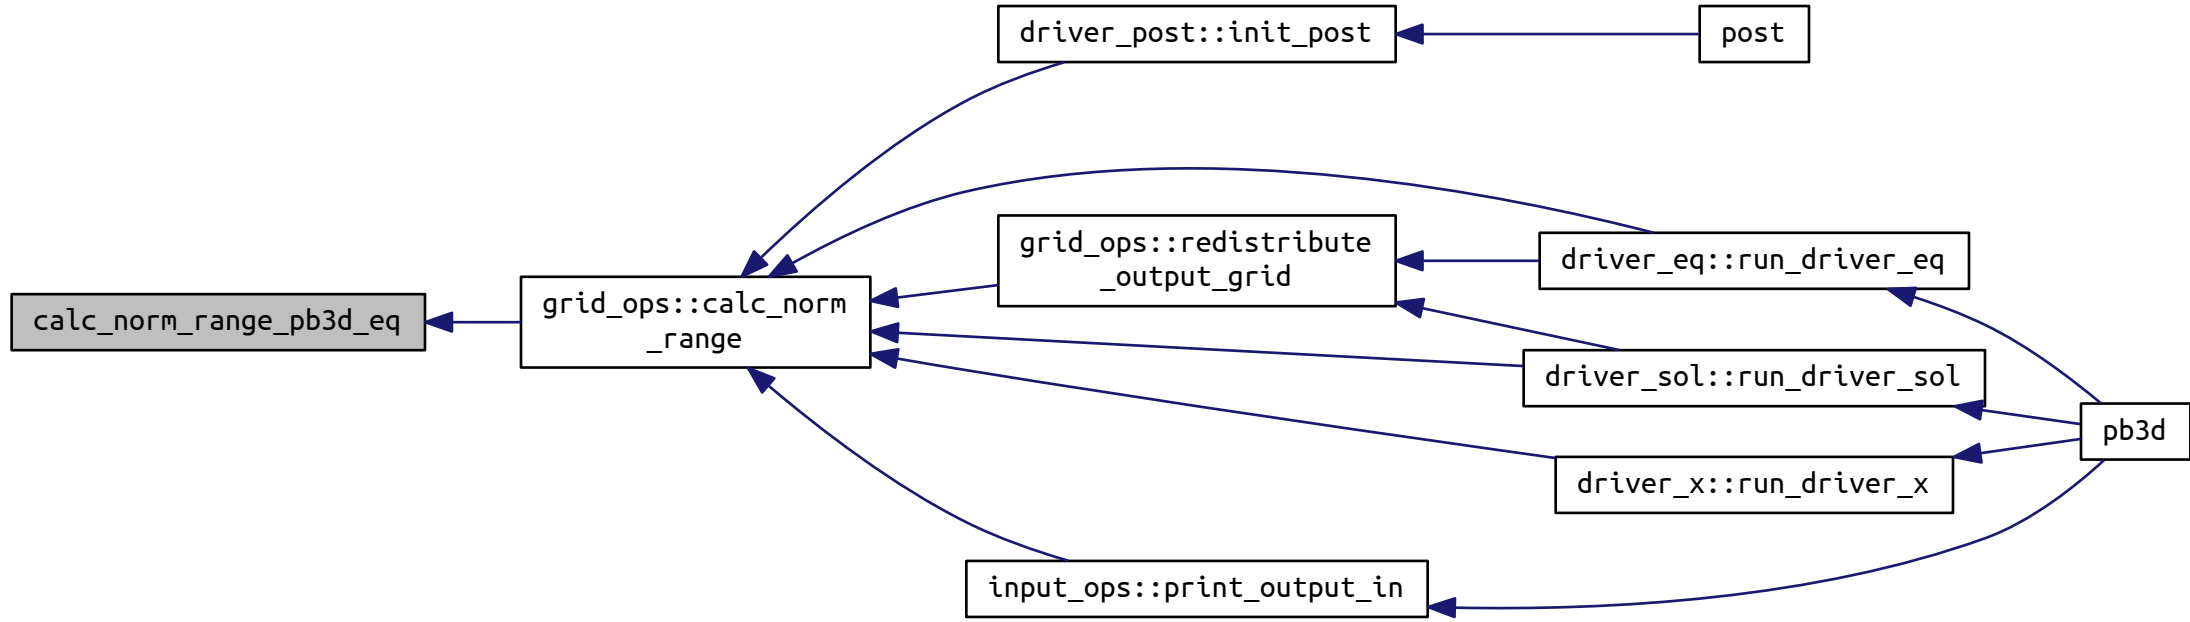 driver_post::init_post
post
grid_ops::redistribute
_output_grid
driver_eq::run_driver_eq
calc_norm_range_pb3d_eq
grid_ops::calc_norm
_range
driver_sol::run_driver_sol
pb3d
driver_x::run_driver_x
input_ops::print_output_in